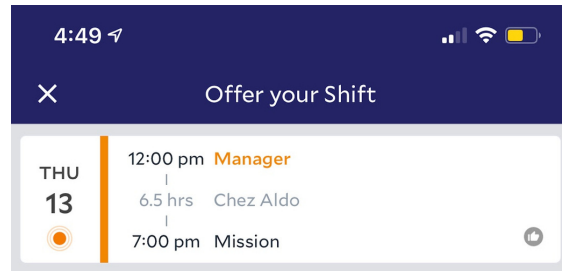 4:49
Offer your Shift
THU
13
12:00 pm Manager
6.5 hrs Chez Aldo
7:00 pm Mission